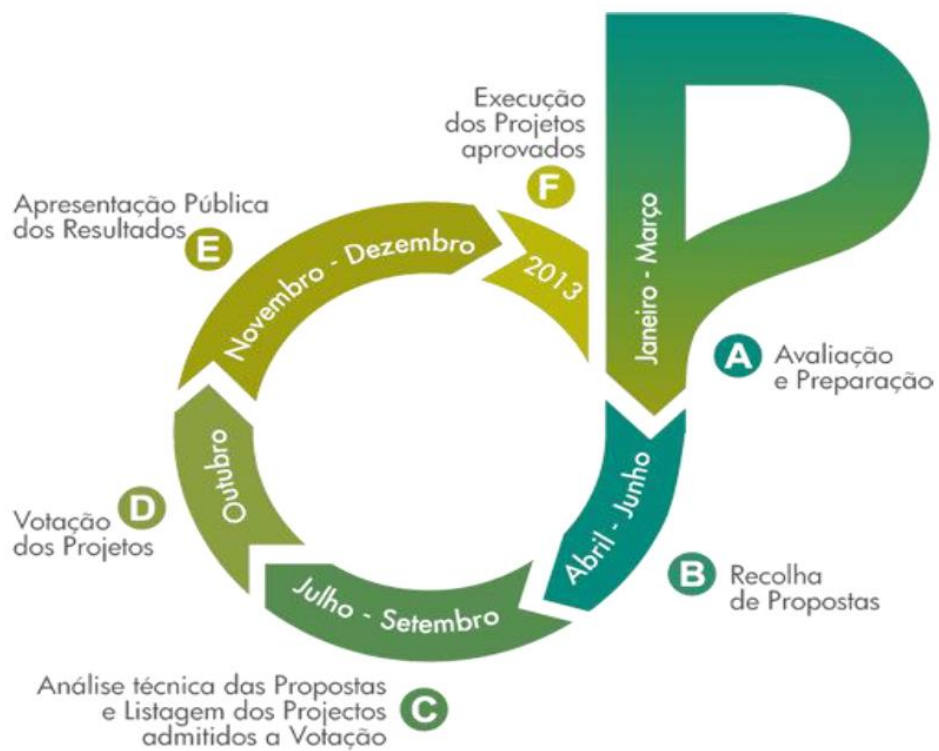 Janeiro - Março
A
Avaliação
e Preparação
Abril - Junho
B
Recolha
de Propostas
Julho - Setembro
C
Análise técnica das Propostas
e Listagem dos Projectos
admitidos a Votação
Outubro
D
Votação
dos Projetos
Novembro - Dezembro
E
Apresentação Pública
dos Resultados
2013
F
Execução
dos Projetos
aprovados